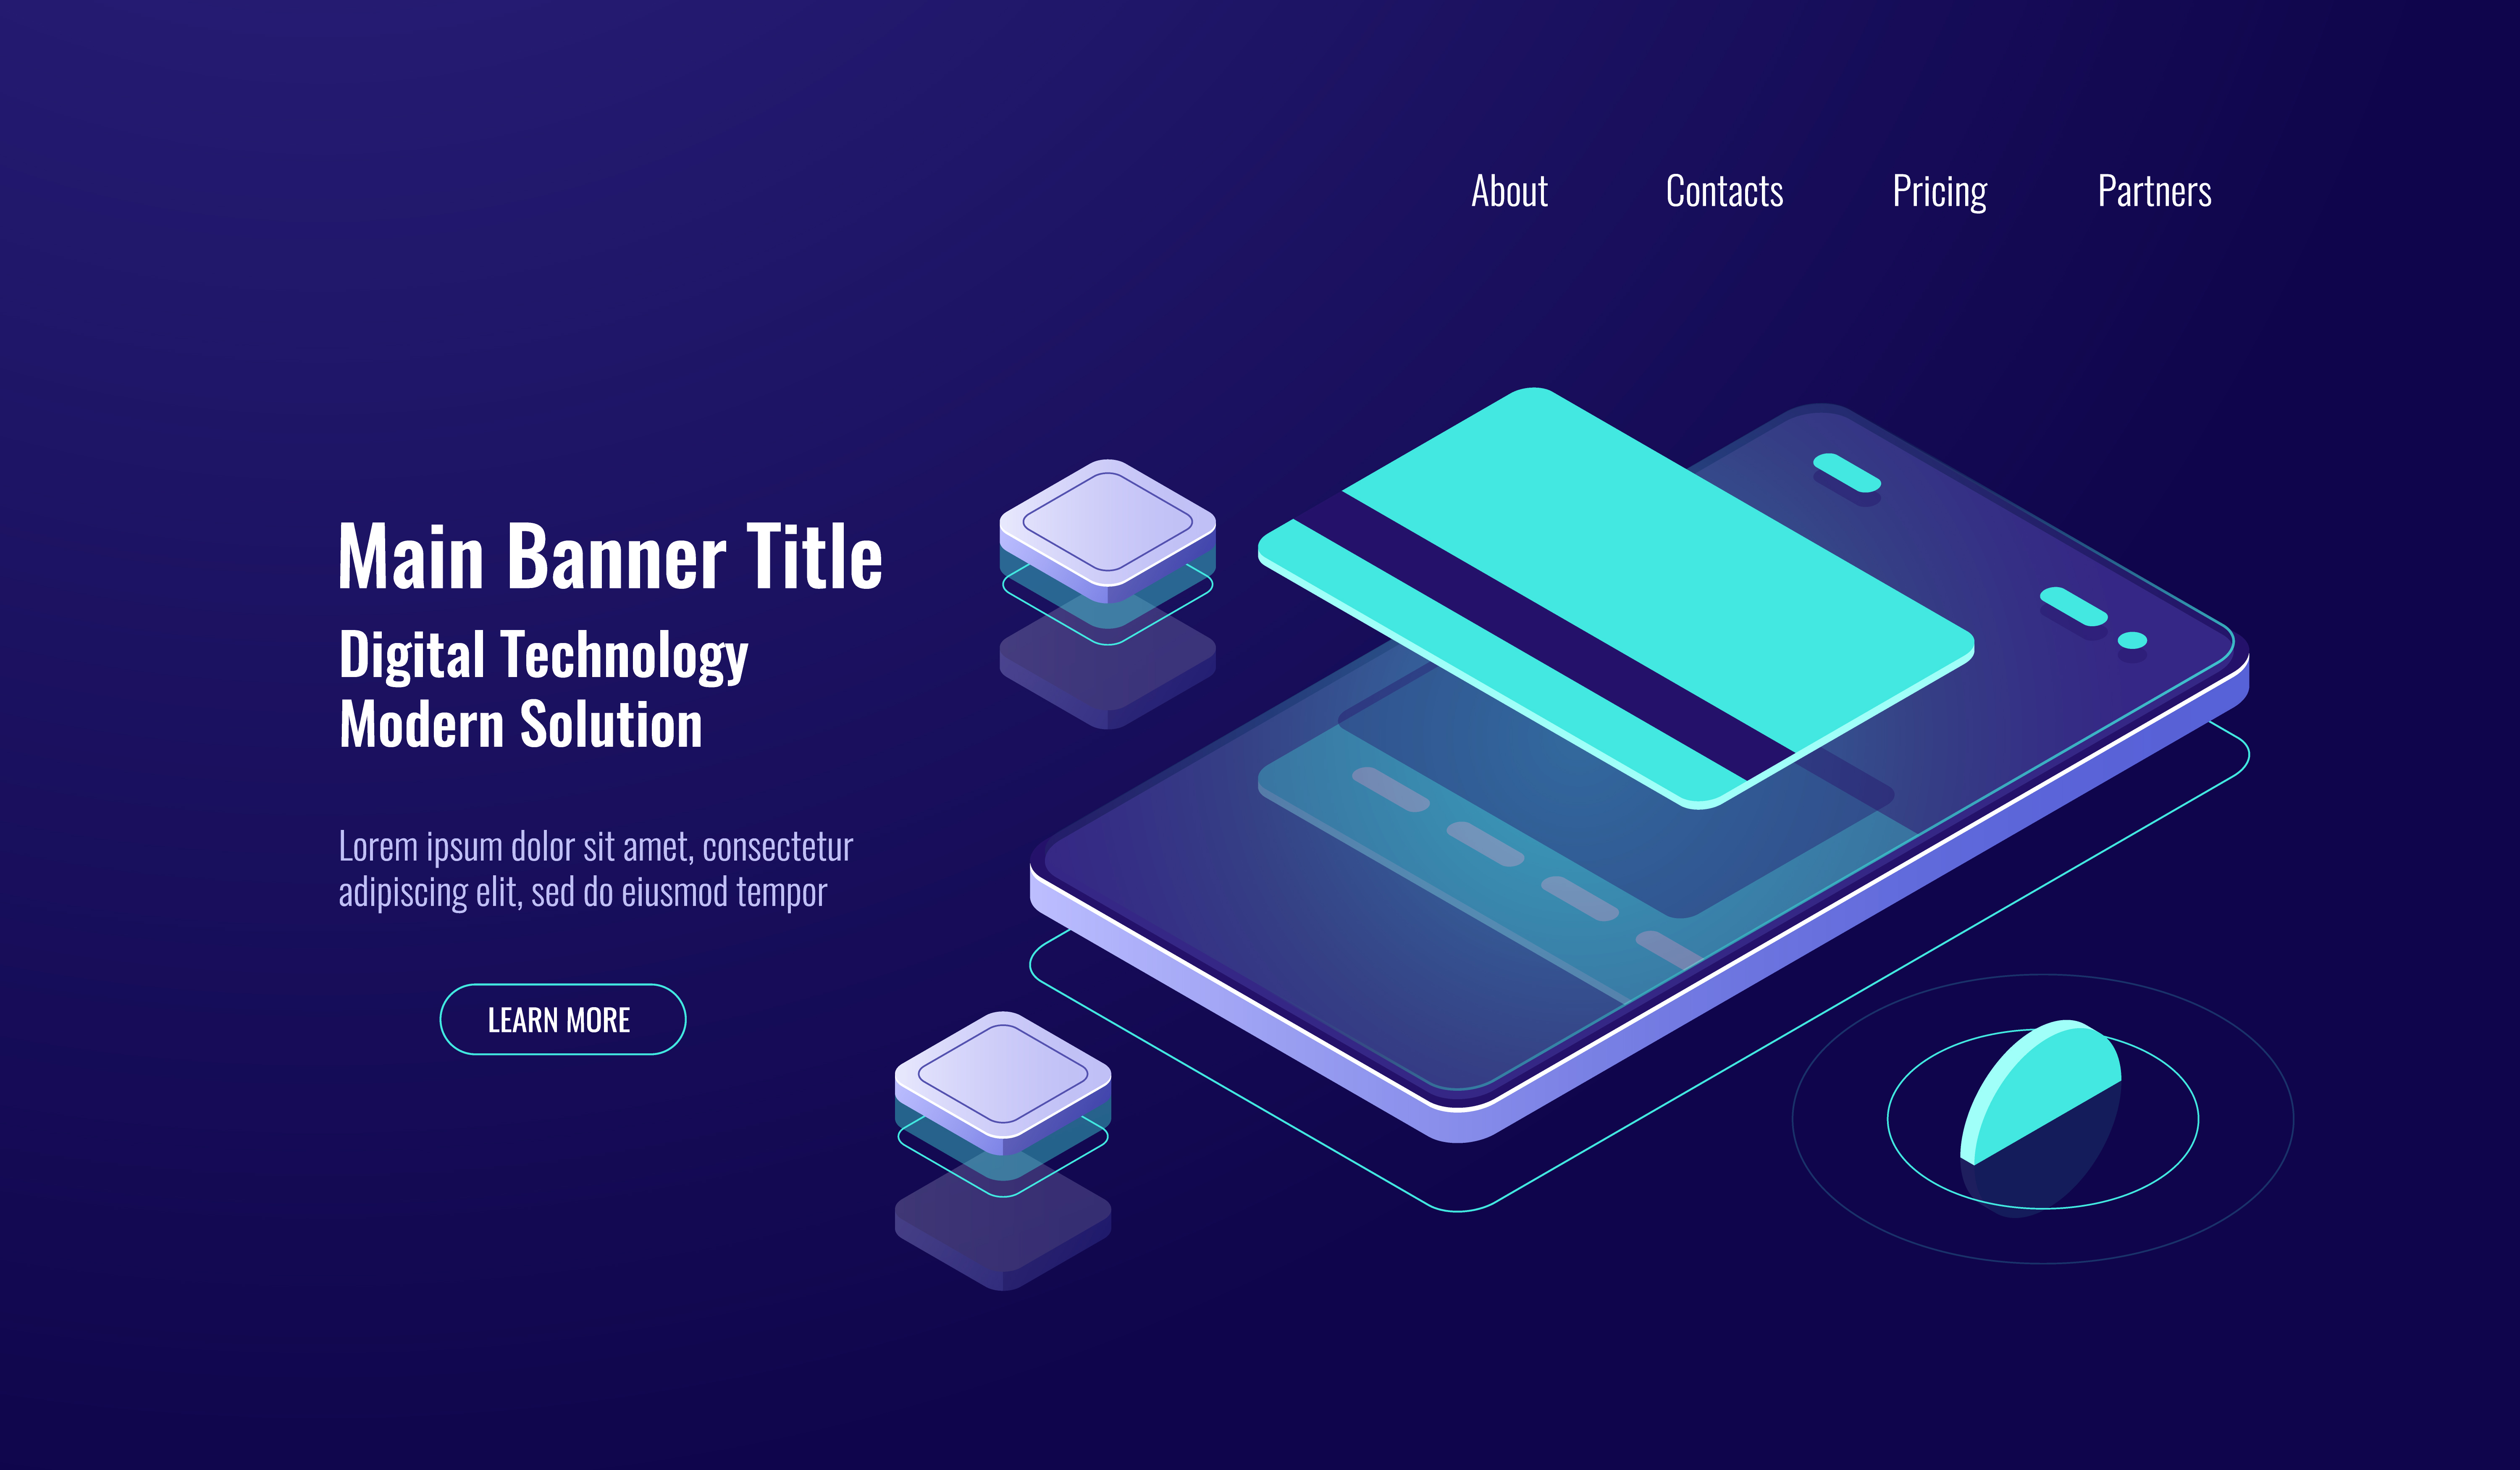 About Contacts Pricing Partners
Main Banner Title
Digital Technology
Modern Solution
Lorem ipsum dolor sit amet, consectetur
adipiscing elit, sed do eiusmod tempor
LEARN MORE